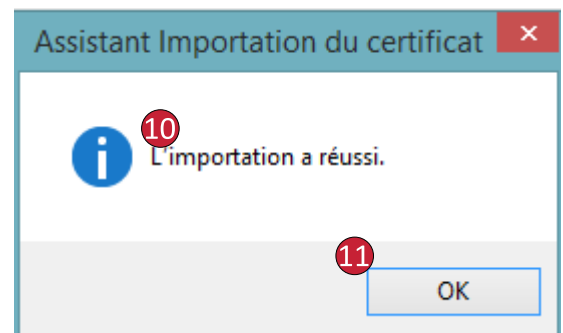 Assistant Importation du certificat
10
L'importation a réussi.
11
OK